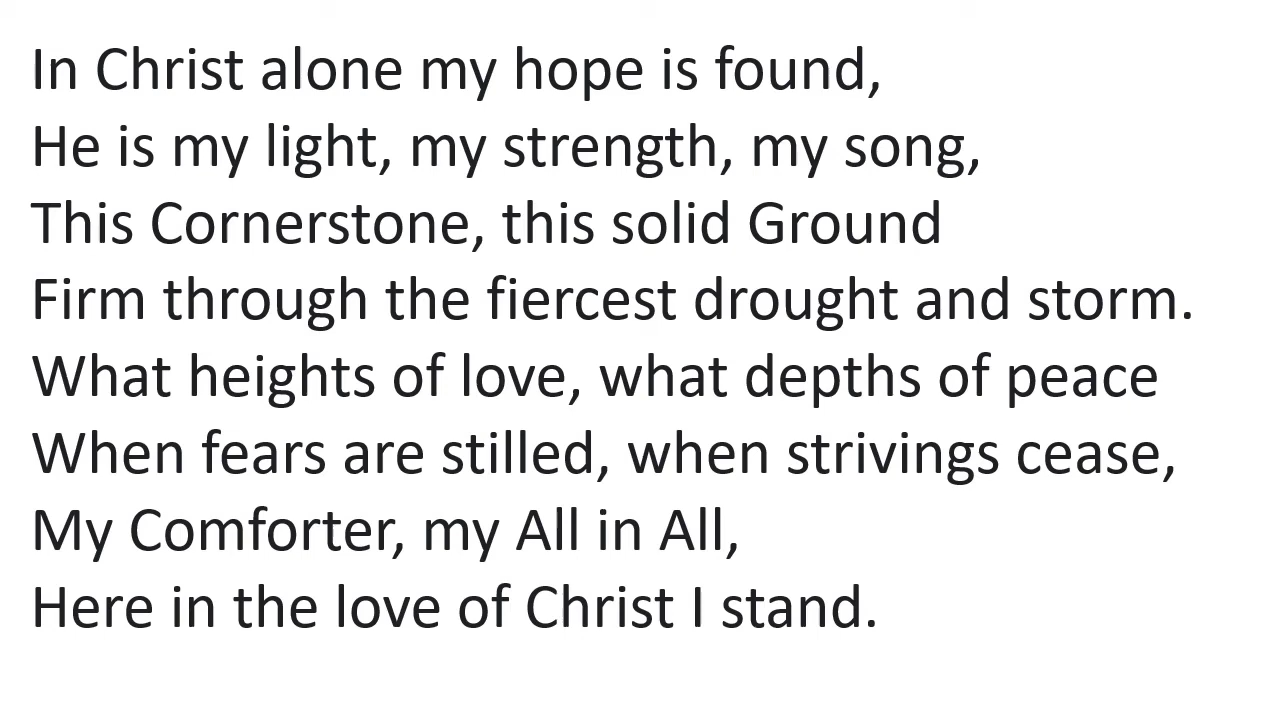 In Christ alone my hope is found,
He is my light, my strength, my song,
This Cornerstone, this solid Ground
Firm through the fiercest drought and storm.
What heights of love, what depths of peace
When fears are stilled, when strivings cease,
My Comforter, my All in All,
Here in the love of Christ I stand.